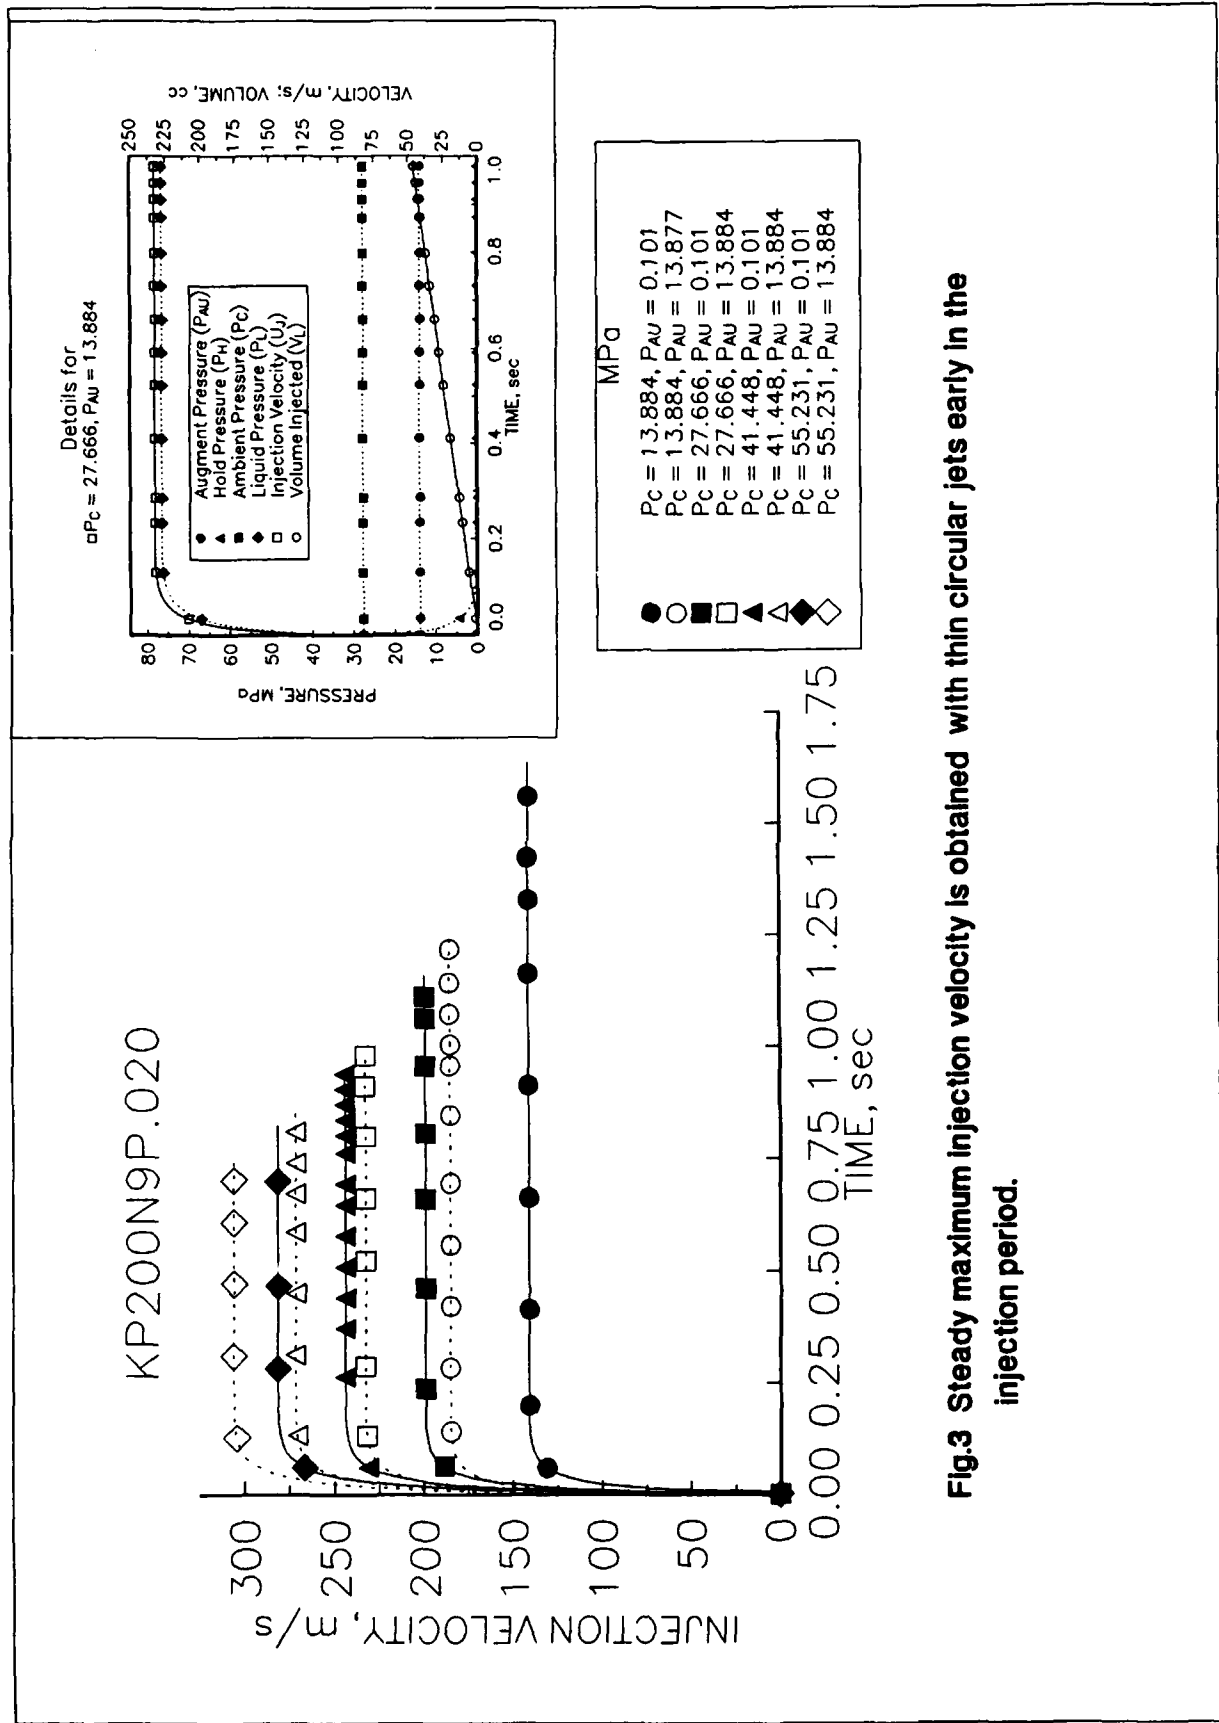 KP200N9P.020
INJECTION VELOCITY, m/s
300
250
200
150
100
50
0
0.00 0.25 0.50 0.75 1.00 1.25 1.50 1.75
TIME, sec
Details for
□PC = 27.666, PAU = 13.884
PRESSURE, MPa
80
70
60
50
40
30
20
10
0
VELOCITY, m/s; VOLUME, cc
250
225
200
175
150
125
100
75
50
25
0
0.0 0.2 0.4 0.6 0.8 1.0
TIME, sec
● Augment Pressure (PAU)
▲ Hold Pressure (PH)
■ Ambient Pressure (PC)
◆ Liquid Pressure (PL)
□ Injection Velocity (UJ)
○ Volume Injected (VL)
MPa
● PC = 13.884, PAU = 0.101
○ PC = 13.884, PAU = 13.877
■ PC = 27.666, PAU = 0.101
□ PC = 27.666, PAU = 13.884
▲ PC = 41.448, PAU = 0.101
△ PC = 41.448, PAU = 13.884
◆ PC = 55.231, PAU = 0.101
◇ PC = 55.231, PAU = 13.884
Fig.3 Steady maximum injection velocity is obtained with thin circular jets early in the
injection period.